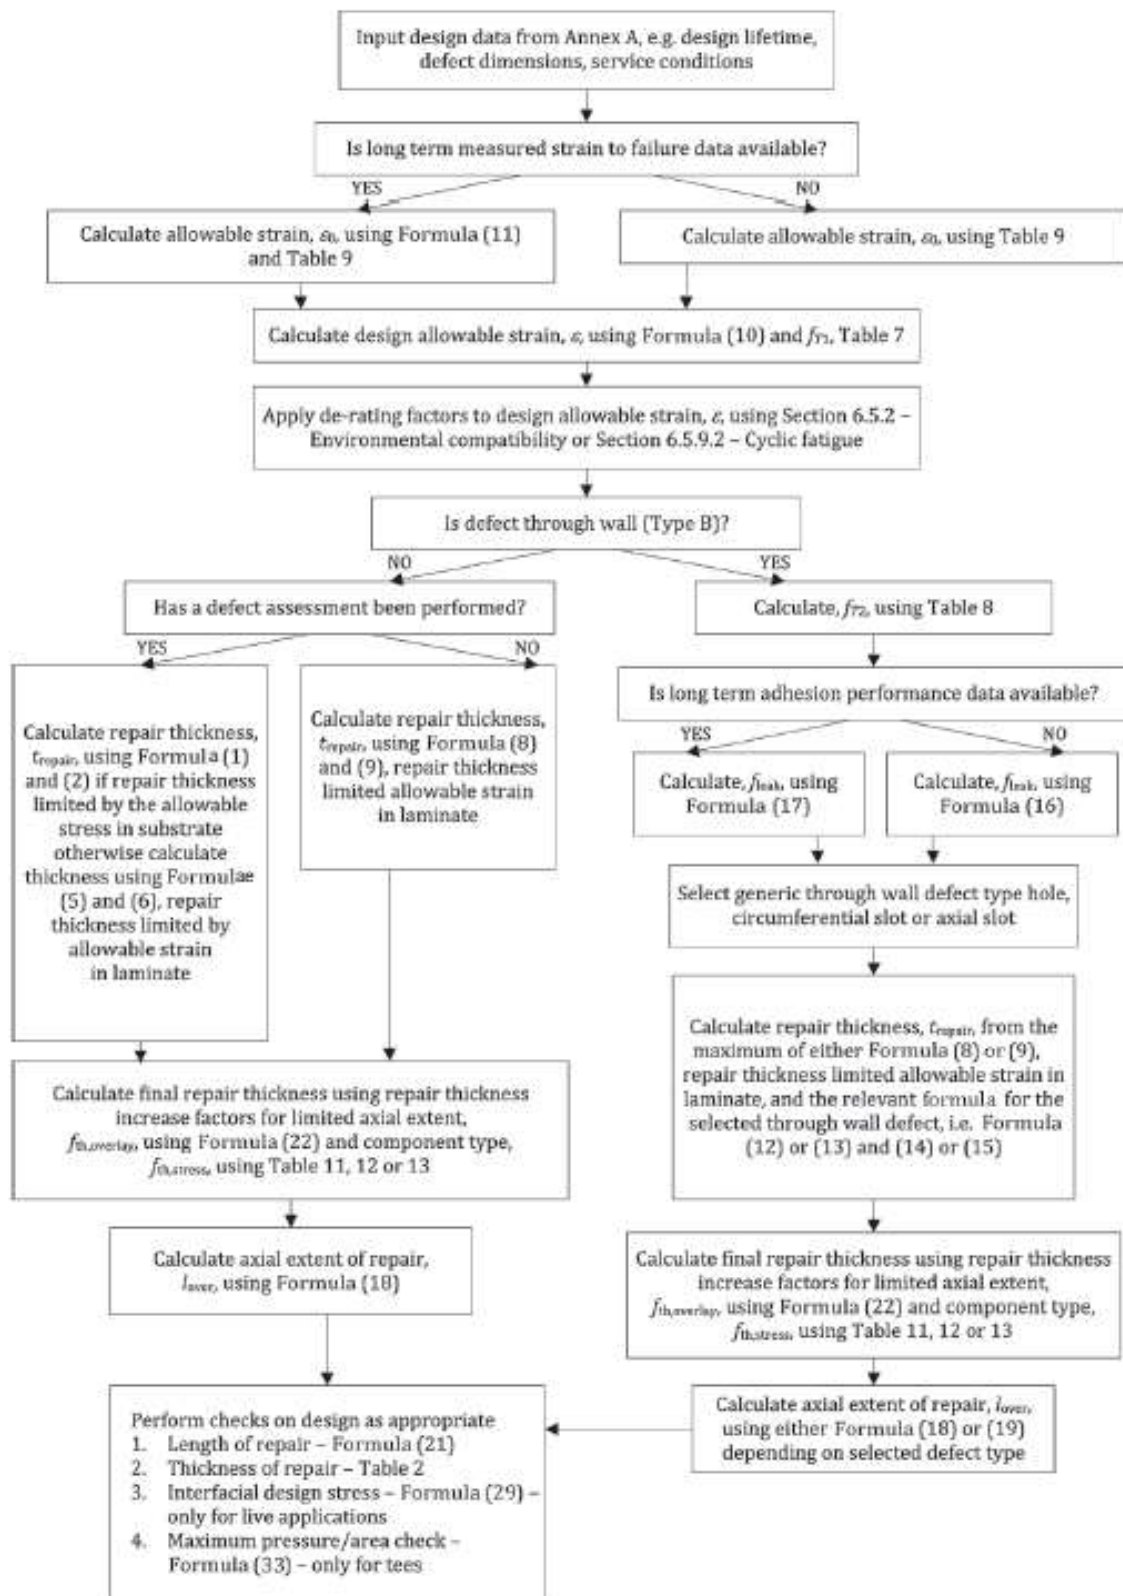 Input design data from Annex A, e.g. design lifetime,
defect dimensions, service conditions
Is long term measured strain to failure data available?
YES
NO
Calculate allowable strain, ε₀, using Formula (11)
and Table 9
Calculate allowable strain, ε₀, using Table 9
Calculate design allowable strain, ε, using Formula (10) and fT1, Table 7
Apply de-rating factors to design allowable strain, ε, using Section 6.5.2 –
Environmental compatibility or Section 6.5.9.2 – Cyclic fatigue
Is defect through wall (Type B)?
NO
YES
Has a defect assessment been performed?
Calculate, fT2, using Table 8
YES
NO
Is long term adhesion performance data available?
YES
NO
Calculate repair thickness,
trepair, using Formula (1)
and (2) if repair thickness
limited by the allowable
stress in substrate
otherwise calculate
thickness using Formulae
(5) and (6), repair
thickness limited by
allowable strain
in laminate
Calculate repair thickness,
trepair, using Formula (8)
and (9), repair thickness
limited allowable strain
in laminate
Calculate, fleak, using
Formula (17)
Calculate, fleak, using
Formula (16)
Select generic through wall defect type hole,
circumferential slot or axial slot
Calculate repair thickness, trepair, from the
maximum of either Formula (8) or (9),
repair thickness limited allowable strain in
laminate, and the relevant formula for the
selected through wall defect, i.e. Formula
(12) or (13) and (14) or (15)
Calculate final repair thickness using repair thickness
increase factors for limited axial extent,
fth,overlay, using Formula (22) and component type,
fth,stress, using Table 11, 12 or 13
Calculate axial extent of repair,
lover, using Formula (18)
Calculate final repair thickness using repair thickness
increase factors for limited axial extent,
fth,overlay, using Formula (22) and component type,
fth,stress, using Table 11, 12 or 13
Calculate axial extent of repair, lover,
using either Formula (18) or (19)
depending on selected defect type
Perform checks on design as appropriate
1. Length of repair – Formula (21)
2. Thickness of repair – Table 2
3. Interfacial design stress – Formula (29) –
only for live applications
4. Maximum pressure/area check –
Formula (33) – only for tees